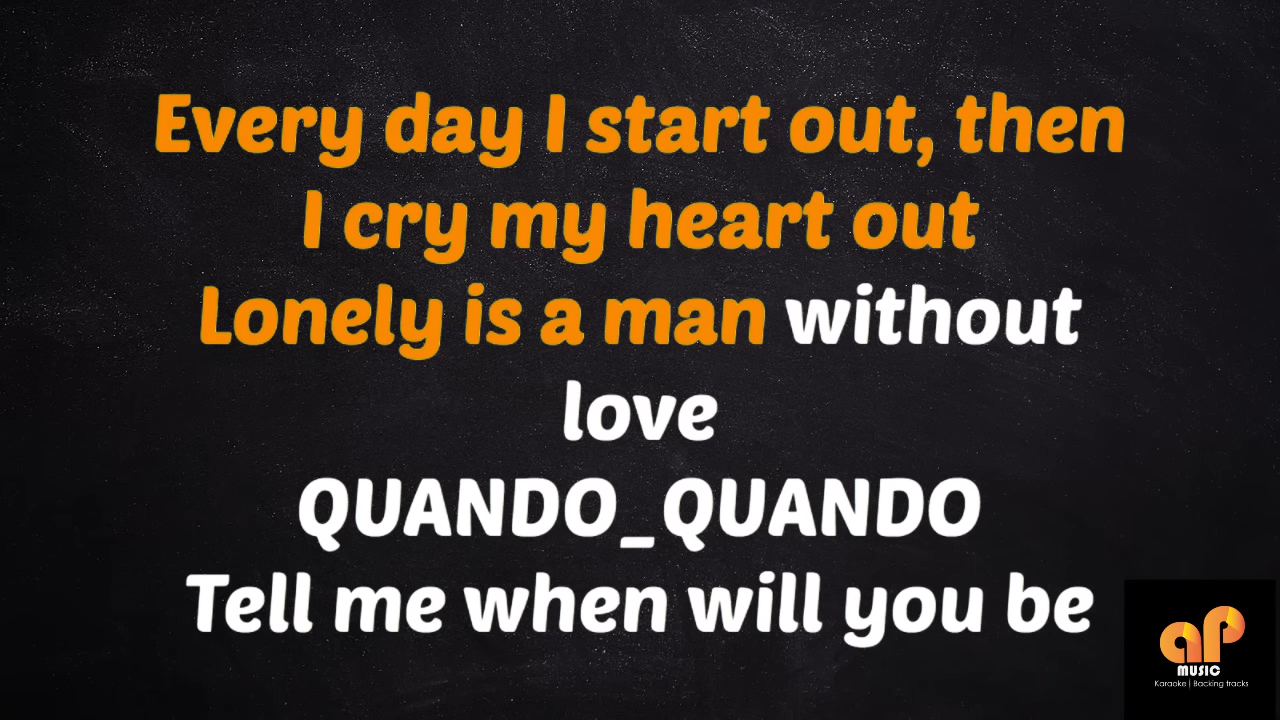 Every day I start out, then
I cry my heart out
Lonely is a man without
love
QUANDO_QUANDO
Tell me when will you be
ap
MUSIC
Karaoke | Backing tracks